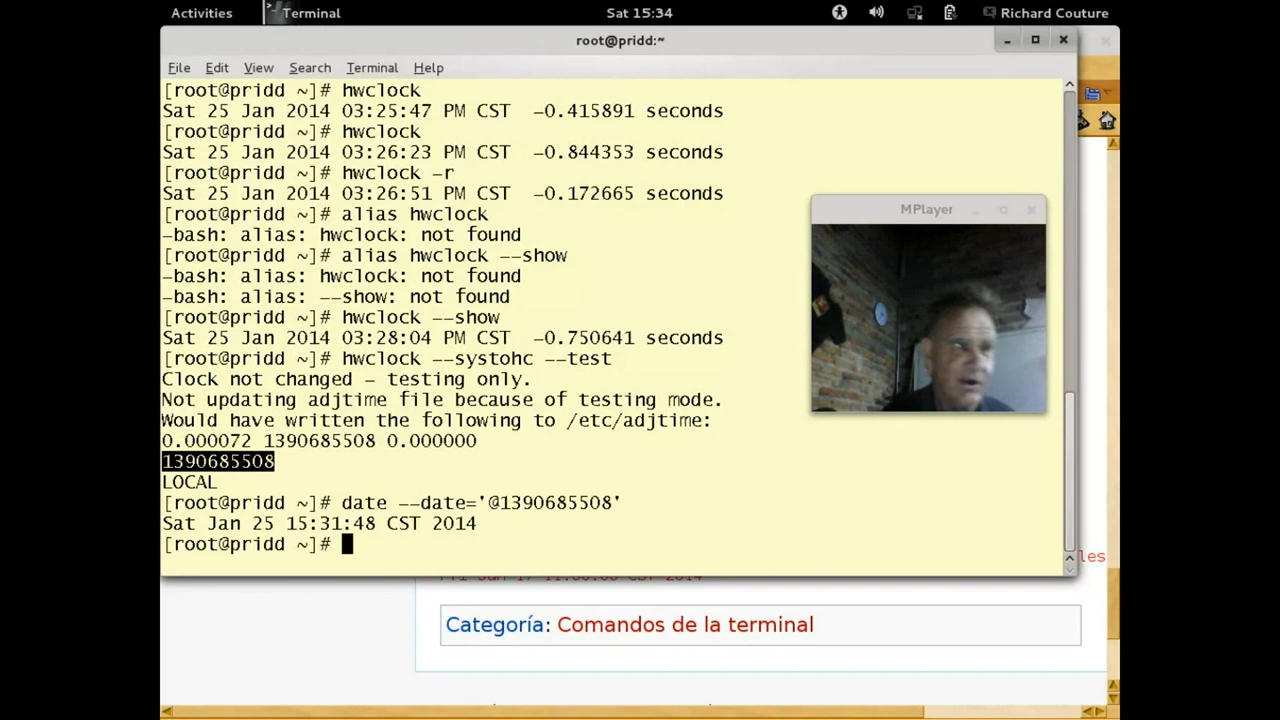 Activities Terminal Sat 15:34 Richard Couture
root@pridd:~
File Edit View Search Terminal Help
[root@pridd ~]# hwclock
Sat 25 Jan 2014 03:25:47 PM CST  -0.415891 seconds
[root@pridd ~]# hwclock
Sat 25 Jan 2014 03:26:23 PM CST  -0.844353 seconds
[root@pridd ~]# hwclock -r
Sat 25 Jan 2014 03:26:51 PM CST  -0.172665 seconds
[root@pridd ~]# alias hwclock
-bash: alias: hwclock: not found
[root@pridd ~]# alias hwclock --show
-bash: alias: hwclock: not found
-bash: alias: --show: not found
[root@pridd ~]# hwclock --show
Sat 25 Jan 2014 03:28:04 PM CST  -0.750641 seconds
[root@pridd ~]# hwclock --systohc --test
Clock not changed - testing only.
Not updating adjtime file because of testing mode.
Would have written the following to /etc/adjtime:
0.000072 1390685508 0.000000
1390685508
LOCAL
[root@pridd ~]# date --date='@1390685508'
Sat Jan 25 15:31:48 CST 2014
[root@pridd ~]#
MPlayer
les
Categoría: Comandos de la terminal